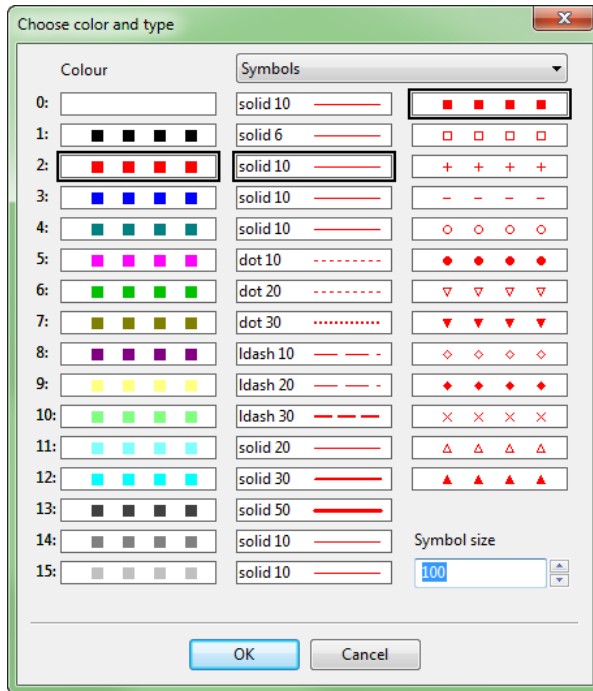 Choose color and type
Colour Symbols
0: solid 10
1: solid 6
2: solid 10
3: solid 10
4: solid 10
5: dot 10
6: dot 20
7: dot 30
8: ldash 10
9: ldash 20
10: ldash 30
11: solid 20
12: solid 30
13: solid 50
14: solid 10 Symbol size
15: solid 10 100
OK Cancel